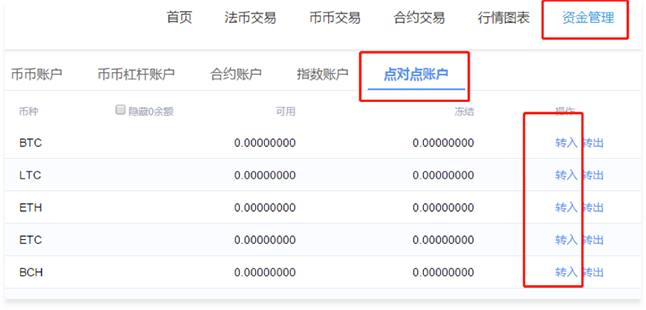 首页 法币交易 币币交易 合约交易 行情图表 资金管理
币币账户 币币杠杆账户 合约账户 指数账户 点对点账户
币种 隐藏0余额 可用 冻结 操作
BTC 0.00000000 0.00000000 转入 转出
LTC 0.00000000 0.00000000 转入 转出
ETH 0.00000000 0.00000000 转入 转出
ETC 0.00000000 0.00000000 转入 转出
BCH 0.00000000 0.00000000 转入 转出